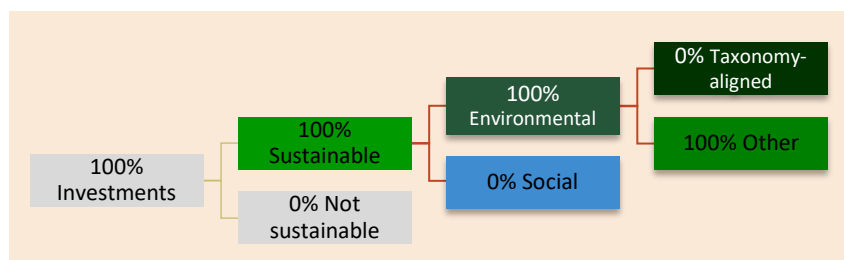 100%
Investments
100%
Sustainable
0% Not
sustainable
100%
Environmental
0% Social
0% Taxonomy-
aligned
100% Other